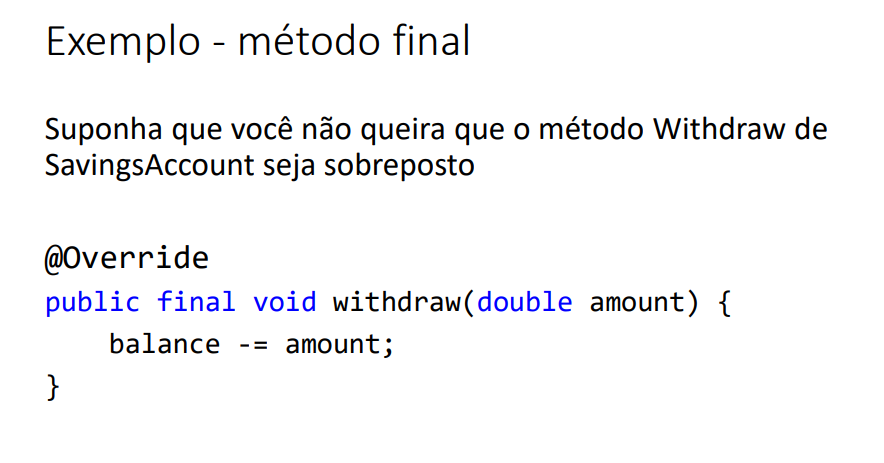 Exemplo - método final
Suponha que você não queira que o método Withdraw de
SavingsAccount seja sobreposto
@Override
public final void withdraw(double amount) {
    balance -= amount;
}